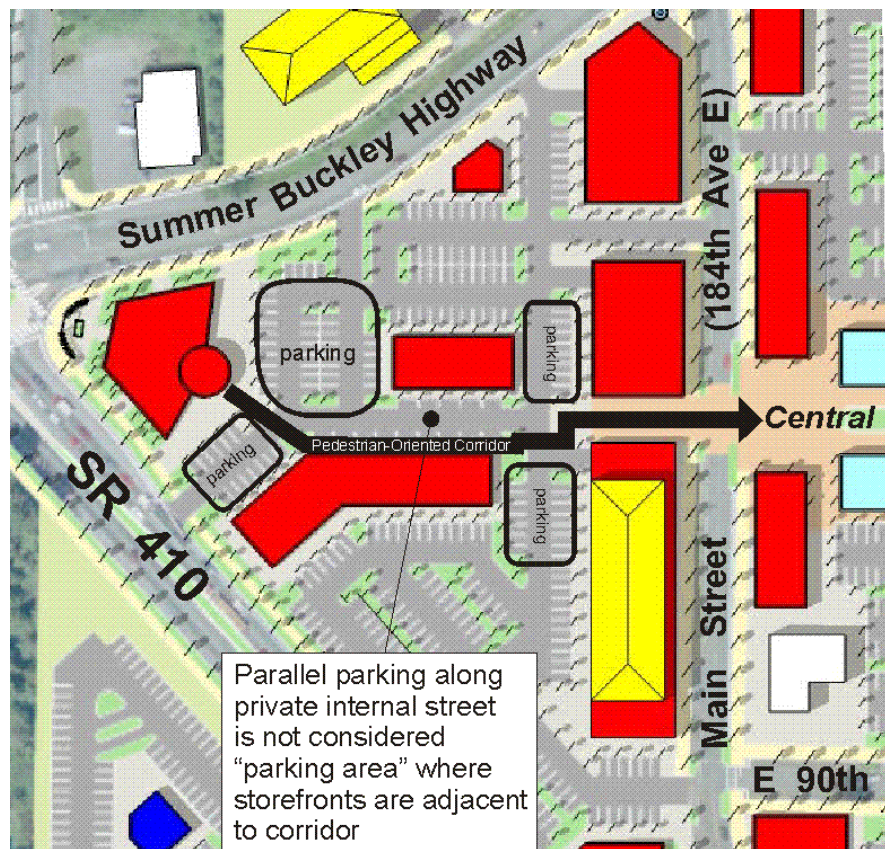 Summer Buckley Highway
(184th Ave E)
parking
parking
Central
Pedestrian-Oriented Corridor
parking
parking
SR 410
Main Street
Parallel parking along
private internal street
is not considered
“parking area” where
storefronts are adjacent
to corridor
E 90th